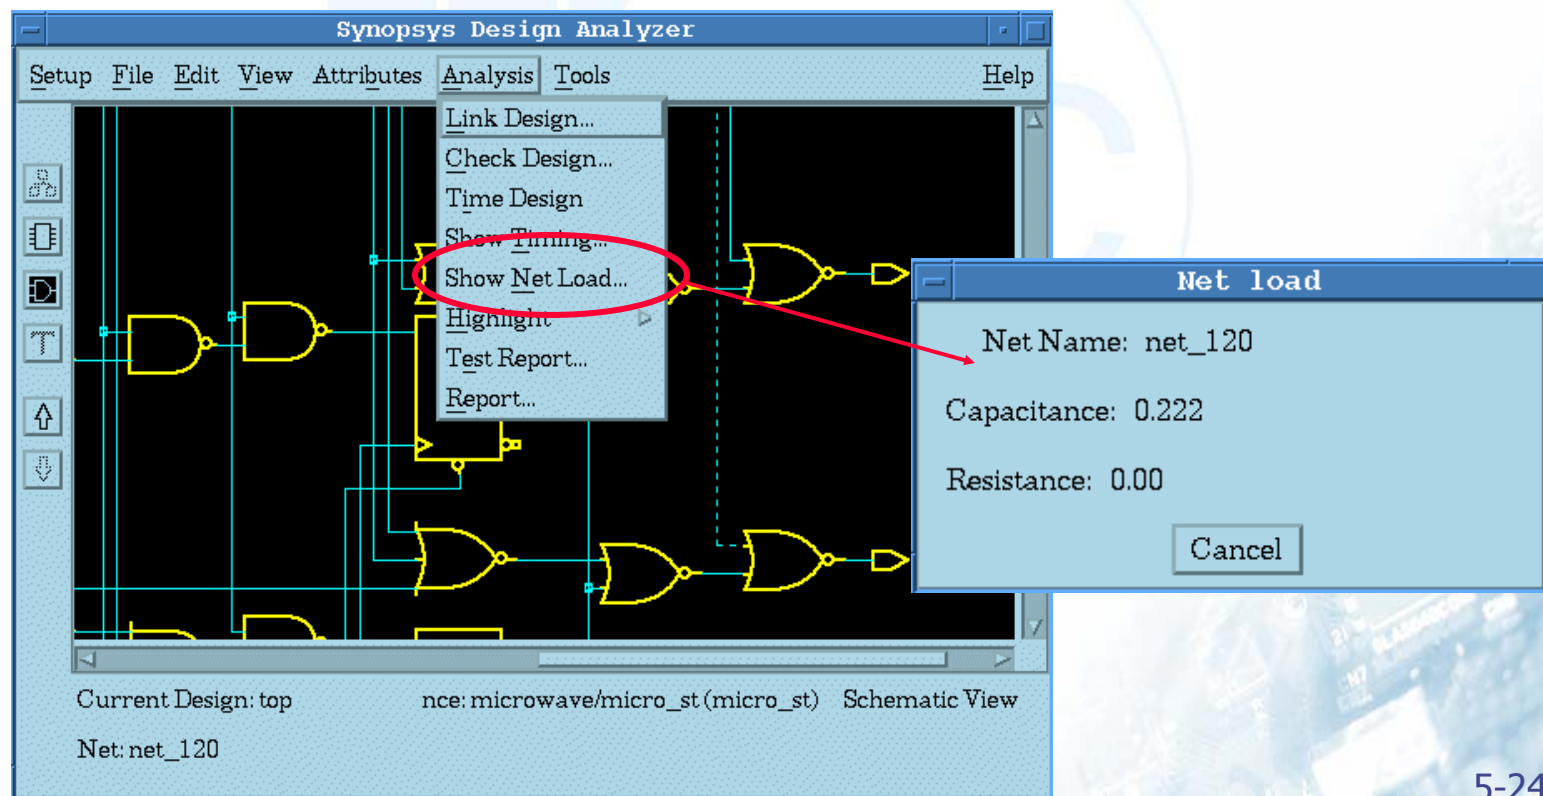 Synopsys Design Analyzer
Setup File Edit View Attributes Analysis Tools Help
Link Design...
Check Design...
Time Design
Show Timing...
Show Net Load...
Highlight
Test Report...
Report...
Net load
Net Name: net_120
Capacitance: 0.222
Resistance: 0.00
Cancel
Current Design: top nce: microwave/micro_st (micro_st) Schematic View
Net: net_120
5-24